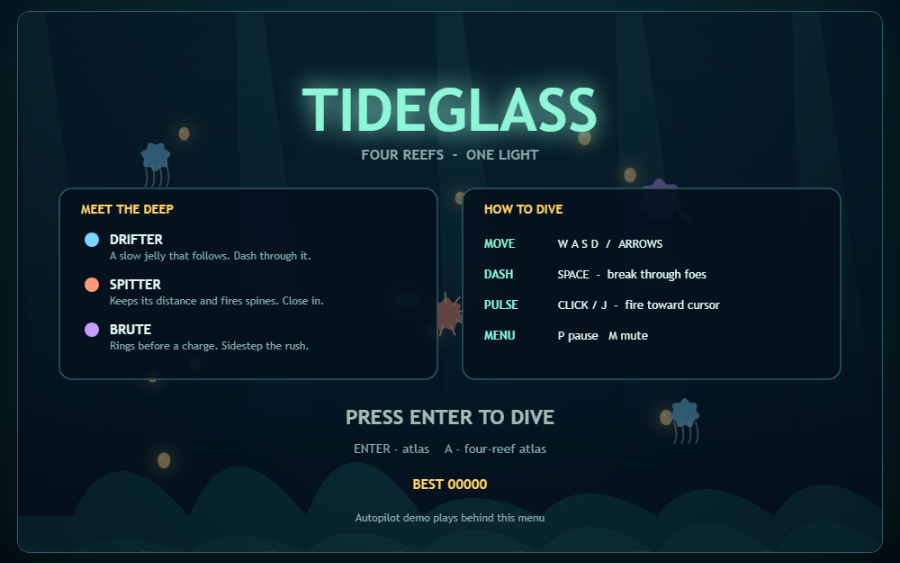 TIDEGLASS
FOUR REEFS - ONE LIGHT
MEET THE DEEP
DRIFTER
A slow jelly that follows. Dash through it.
SPITTER
Keeps its distance and fires spines. Close in.
BRUTE
Rings before a charge. Sidestep the rush.
HOW TO DIVE
MOVE W A S D / ARROWS
DASH SPACE - break through foes
PULSE CLICK / J - fire toward cursor
MENU P pause M mute
PRESS ENTER TO DIVE
ENTER - atlas A - four-reef atlas
BEST 00000
Autopilot demo plays behind this menu